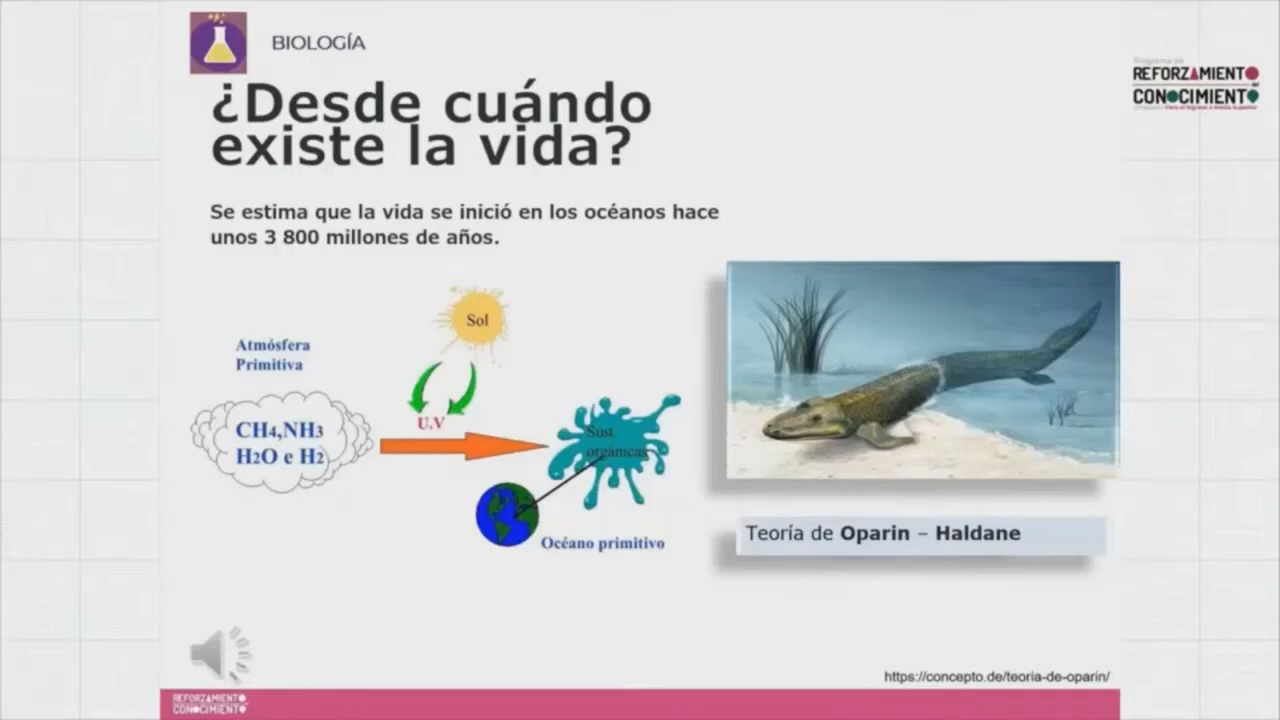 BIOLOGÍA
¿Desde cuándo
existe la vida?
REFORZAMIENTO
CONOCIMIENTO
Se estima que la vida se inició en los océanos hace
unos 3 800 millones de años.
Sol
Atmósfera
Primitiva
U.V
CH4,NH3
H2O e H2
Sust.
orgánicas
Océano primitivo
Teoría de Oparin – Haldane
https://concepto.de/teoria-de-oparin/
REFORZAMIENTO
CONOCIMIENTO